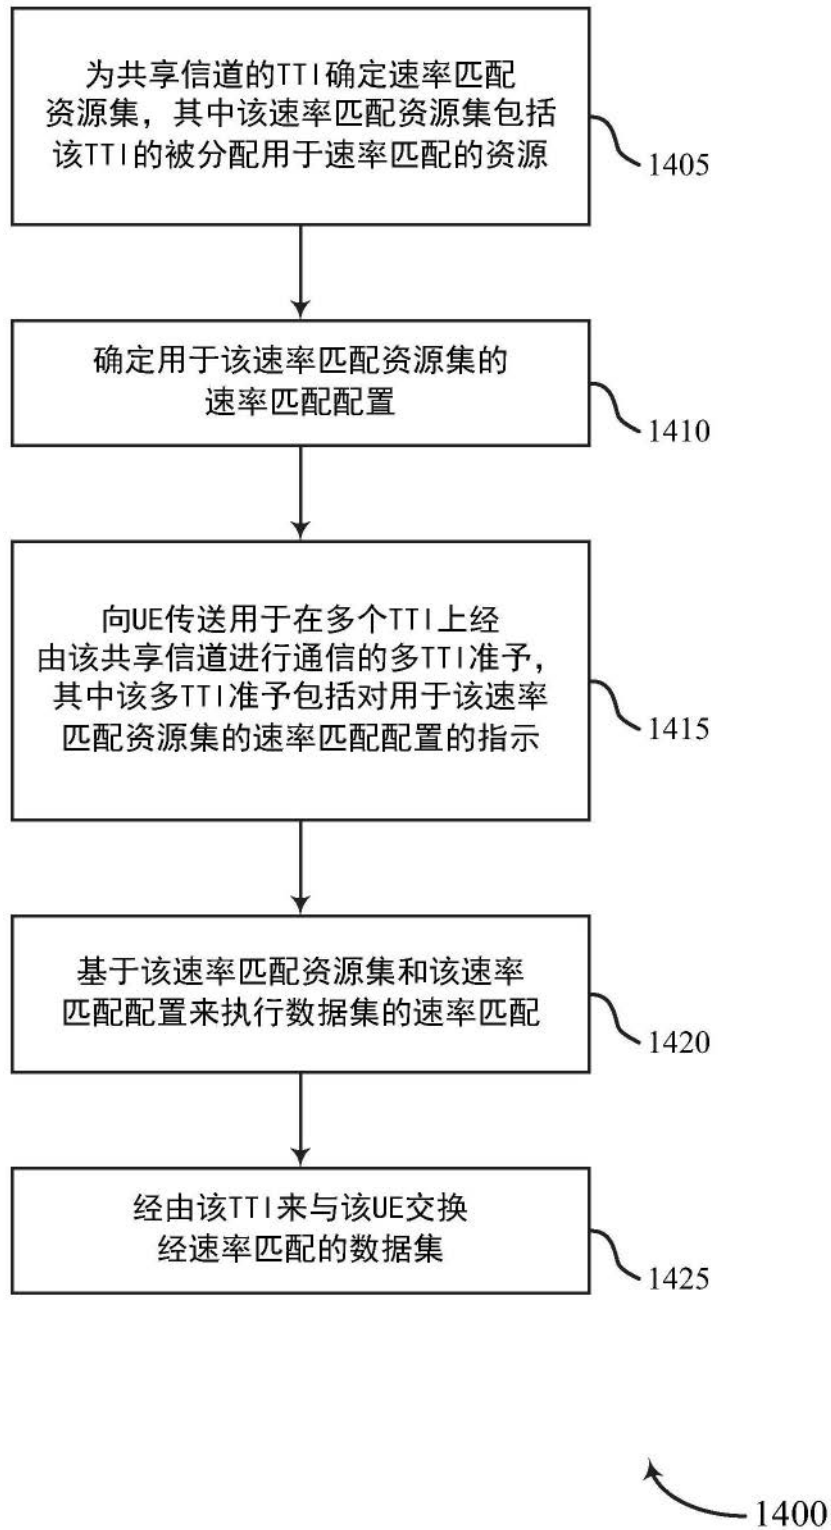 为共享信道的TTI确定速率匹配
资源集，其中该速率匹配资源集包括
该TTI的被分配用于速率匹配的资源
1405
确定用于该速率匹配资源集的
速率匹配配置
1410
向UE传送用于在多个TTI上经
由该共享信道进行通信的多TTI准予，
其中该多TTI准予包括对用于该速率
匹配资源集的速率匹配配置的指示
1415
基于该速率匹配资源集和该速率
匹配配置来执行数据集的速率匹配
1420
经由该TTI来与该UE交换
经速率匹配的数据集
1425
1400